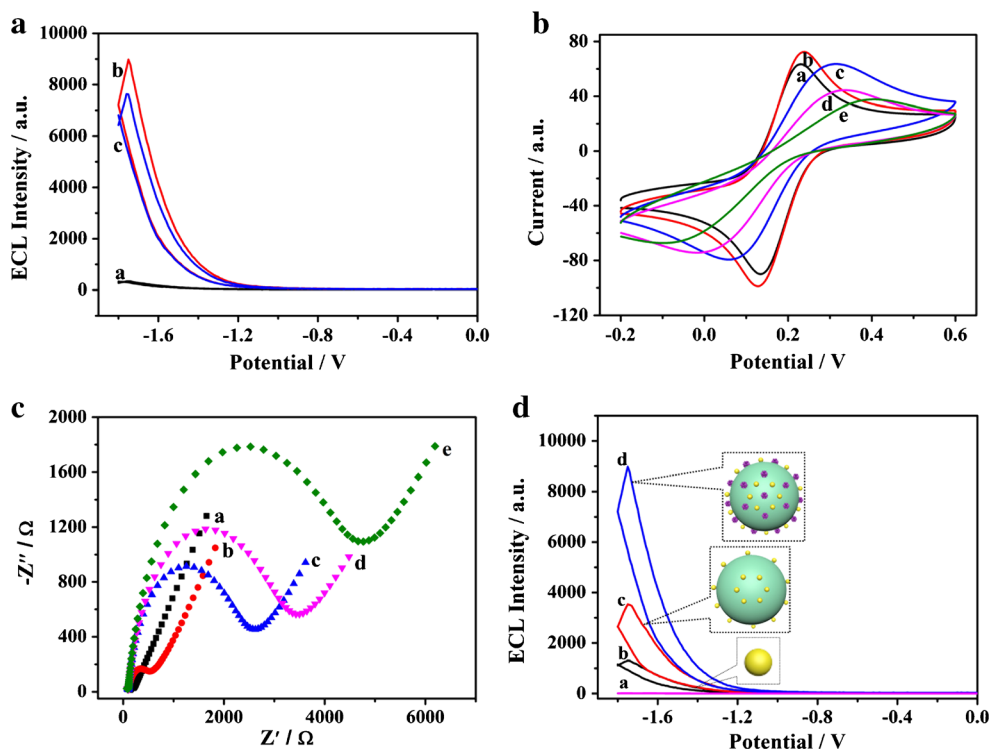 a
10000
8000
6000
4000
2000
0
ECL Intensity / a.u.
b
c
a
-1.6
-1.2
-0.8
-0.4
0.0
Potential / V
b
80
40
0
-40
-80
-120
Current / a.u.
b
a
c
d
e
-0.2
0.0
0.2
0.4
0.6
Potential / V
c
2000
1600
1200
800
400
0
-Z″ / Ω
e
a
b
c
d
0
2000
4000
6000
Z′ / Ω
d
10000
8000
6000
4000
2000
0
ECL Intensity / a.u.
d
c
b
a
-1.6
-1.2
-0.8
-0.4
0.0
Potential / V